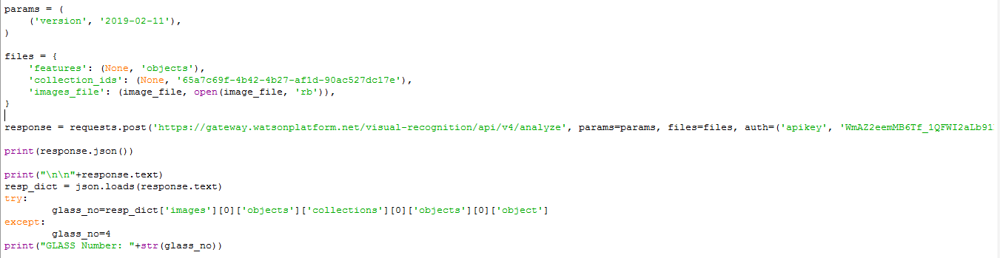 params = (
    ('version', '2019-02-11'),
)
files = {
    'features': (None, 'objects'),
    'collection_ids': (None, '65a7c69f-4b42-4b27-af1d-90ac527dc17e'),
    'images_file': (image_file, open(image_file, 'rb')),
}
response = requests.post('https://gateway.watsonplatform.net/visual-recognition/api/v4/analyze', params=params, files=files, auth=('apikey', 'WmAZ2eemMB6Tf_1QFWI2aLb91
print(response.json())
print("\n\n"+response.text)
resp_dict = json.loads(response.text)
try:
        glass_no=resp_dict['images'][0]['objects']['collections'][0]['objects'][0]['object']
except:
        glass_no=4
print("GLASS Number: "+str(glass_no))